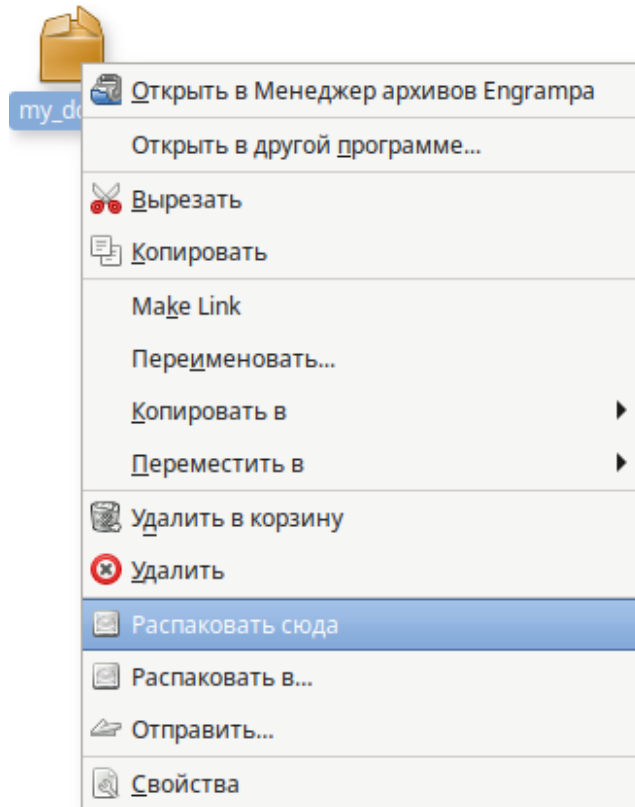 my_do
Открыть в Менеджер архивов Engrampa
Открыть в другой программе...
Вырезать
Копировать
Make Link
Переименовать...
Копировать в
Переместить в
Удалить в корзину
Удалить
Распаковать сюда
Распаковать в...
Отправить...
Свойства